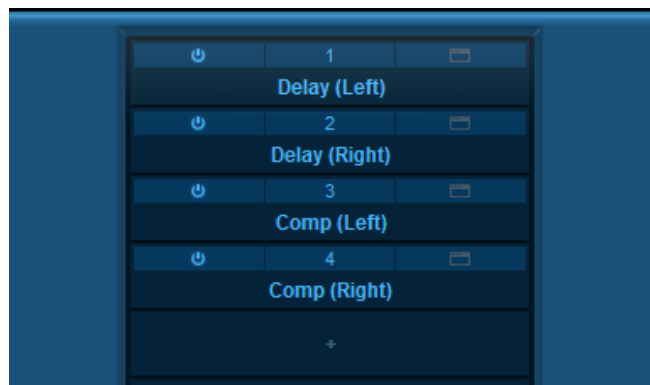 1
Delay (Left)
2
Delay (Right)
3
Comp (Left)
4
Comp (Right)
+